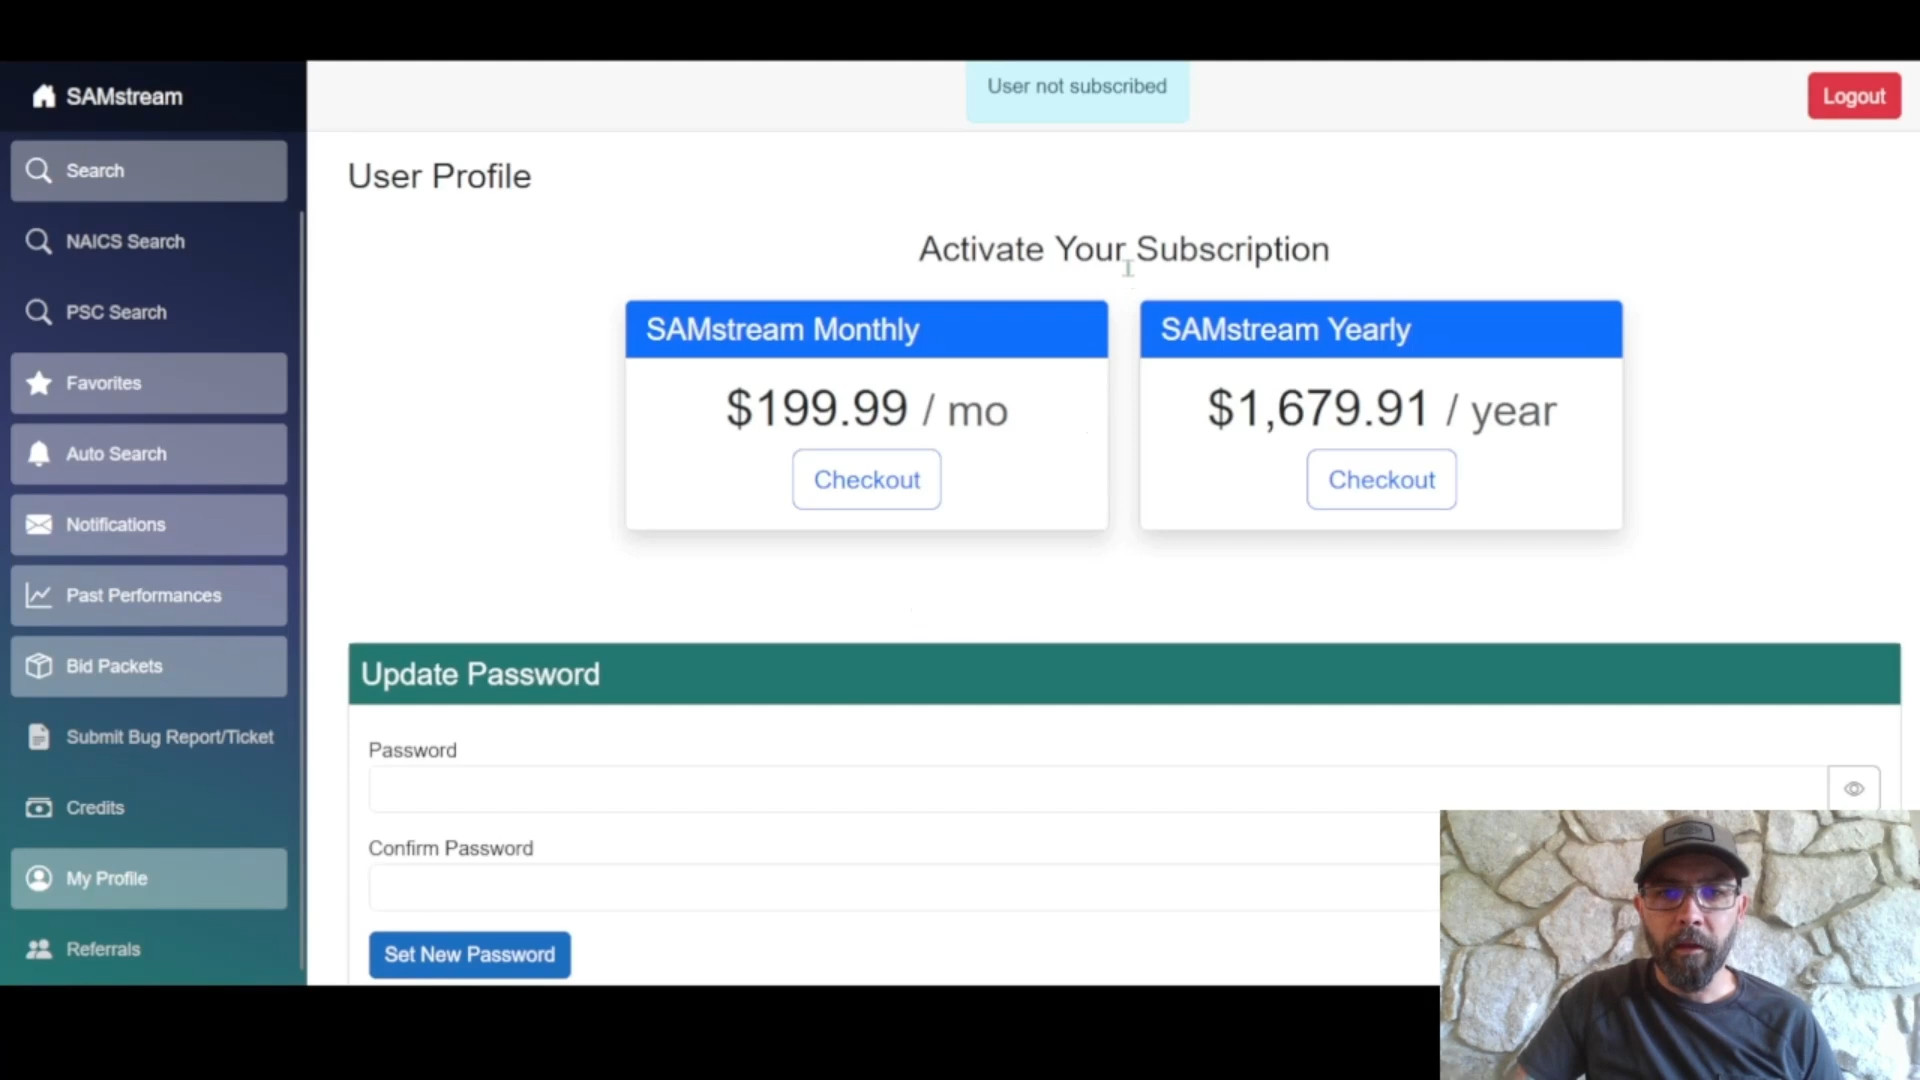 SAMstream
Search
NAICS Search
PSC Search
Favorites
Auto Search
Notifications
Past Performances
Bid Packets
Submit Bug Report/Ticket
Credits
My Profile
Referrals
User not subscribed
Logout
User Profile
Activate Your Subscription
SAMstream Monthly
$199.99 / mo
Checkout
SAMstream Yearly
$1,679.91 / year
Checkout
Update Password
Password
Confirm Password
Set New Password